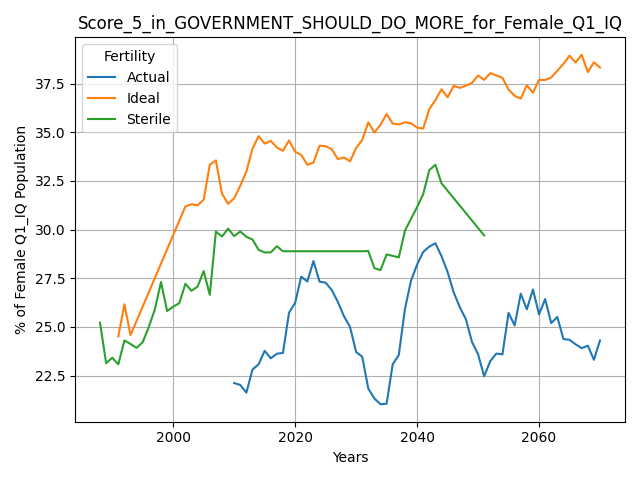 Score_5_in_GOVERNMENT_SHOULD_DO_MORE_for_Female_Q1_IQ
Fertility
Actual
Ideal
Sterile
37.5
35.0
32.5
30.0
27.5
25.0
22.5
% of Female Q1_IQ Population
2000 2020 2040 2060
Years